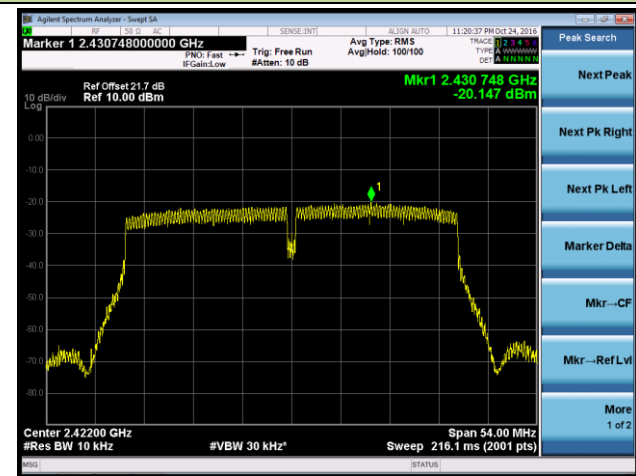 Agilent Spectrum Analyzer - Swept SA
RF 50 Ω AC SENSE:INT ALIGN AUTO 11:20:37 PM Oct 24, 2016
Marker 1 2.430748000000 GHz
PNO: Fast
IFGain:Low
Trig: Free Run
#Atten: 10 dB
Avg Type: RMS
Avg|Hold: 100/100
TRACE 1 2 3 4 5 6
TYPE A WWWWW
DET A N N N N N
Peak Search
Next Peak
Next Pk Right
Next Pk Left
Marker Delta
Mkr→CF
Mkr→Ref Lvl
More
1 of 2
Ref Offset 21.7 dB
10 dB/div Ref 10.00 dBm
Log
Mkr1 2.430 748 GHz
-20.147 dBm
0.00
-10.0
-20.0
-30.0
-40.0
-50.0
-60.0
-70.0
-80.0
1
Center 2.42200 GHz Span 54.00 MHz
#Res BW 10 kHz #VBW 30 kHz* Sweep 216.1 ms (2001 pts)
MSG STATUS